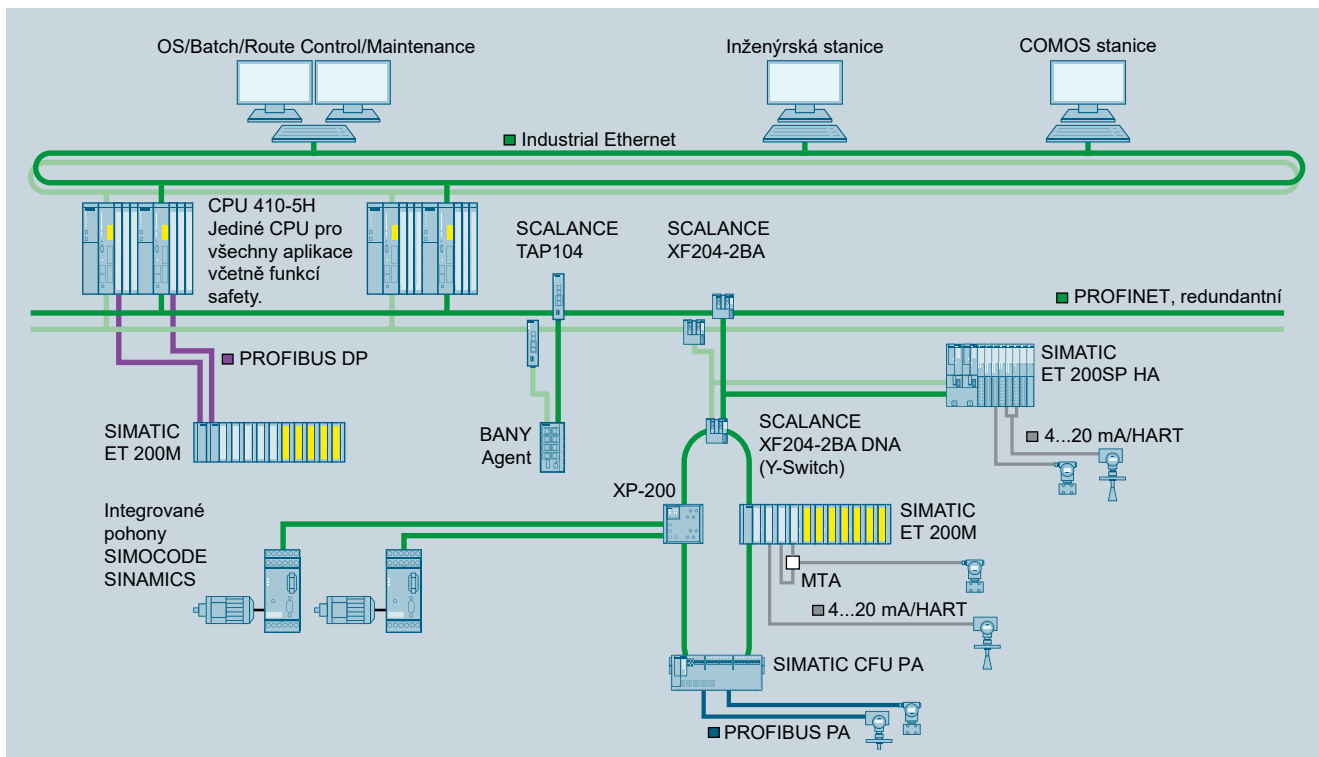 OS/Batch/Route Control/Maintenance
Inženýrská stanice
COMOS stanice
Industrial Ethernet
CPU 410-5H
Jediné CPU pro
všechny aplikace
včetně funkcí
safety.
SCALANCE
TAP104
SCALANCE
XF204-2BA
PROFINET, redundantní
PROFIBUS DP
SIMATIC
ET 200SP HA
SIMATIC
ET 200M
BANY
Agent
SCALANCE
XF204-2BA DNA
(Y-Switch)
4...20 mA/HART
XP-200
Integrované
pohony
SIMOCODE
SINAMICS
SIMATIC
ET 200M
MTA
4...20 mA/HART
SIMATIC CFU PA
PROFIBUS PA